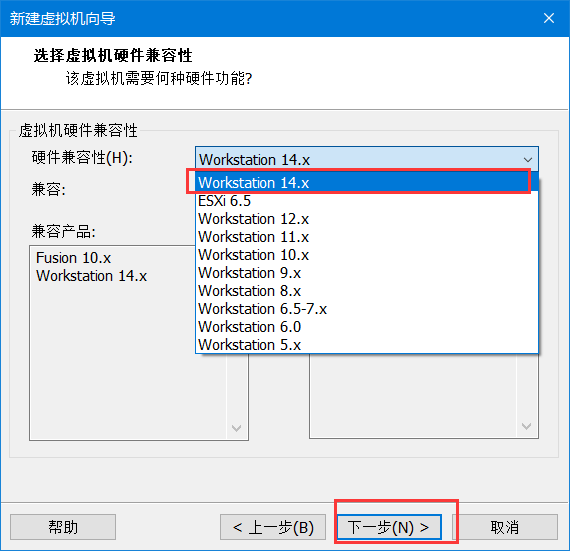 新建虚拟机向导
选择虚拟机硬件兼容性
该虚拟机需要何种硬件功能?
虚拟机硬件兼容性
硬件兼容性(H):
Workstation 14.x
兼容:
Workstation 14.x
ESXi 6.5
Workstation 12.x
Workstation 11.x
Workstation 10.x
Workstation 9.x
Workstation 8.x
Workstation 6.5-7.x
Workstation 6.0
Workstation 5.x
兼容产品:
Fusion 10.x
Workstation 14.x
帮助
< 上一步(B)
下一步(N) >
取消